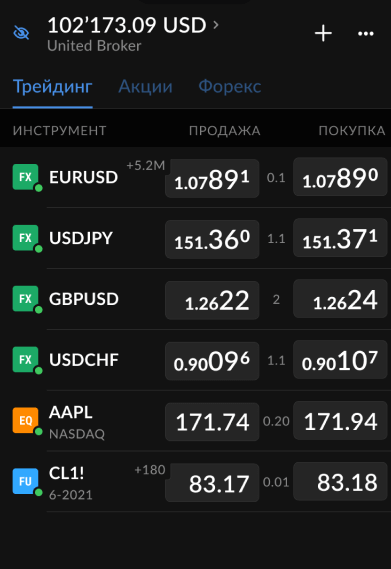 102'173.09 USD >
United Broker
Трейдинг Акции Форекс
ИНСТРУМЕНТ ПРОДАЖА ПОКУПКА
FX EURUSD +5.2M 1.07891 0.1 1.07890
FX USDJPY 151.360 1.1 151.371
FX GBPUSD 1.2622 2 1.2624
FX USDCHF 0.90096 1.1 0.90107
EQ AAPL 171.74 0.20 171.94
NASDAQ
FU CL1! +180 83.17 0.01 83.18
6-2021